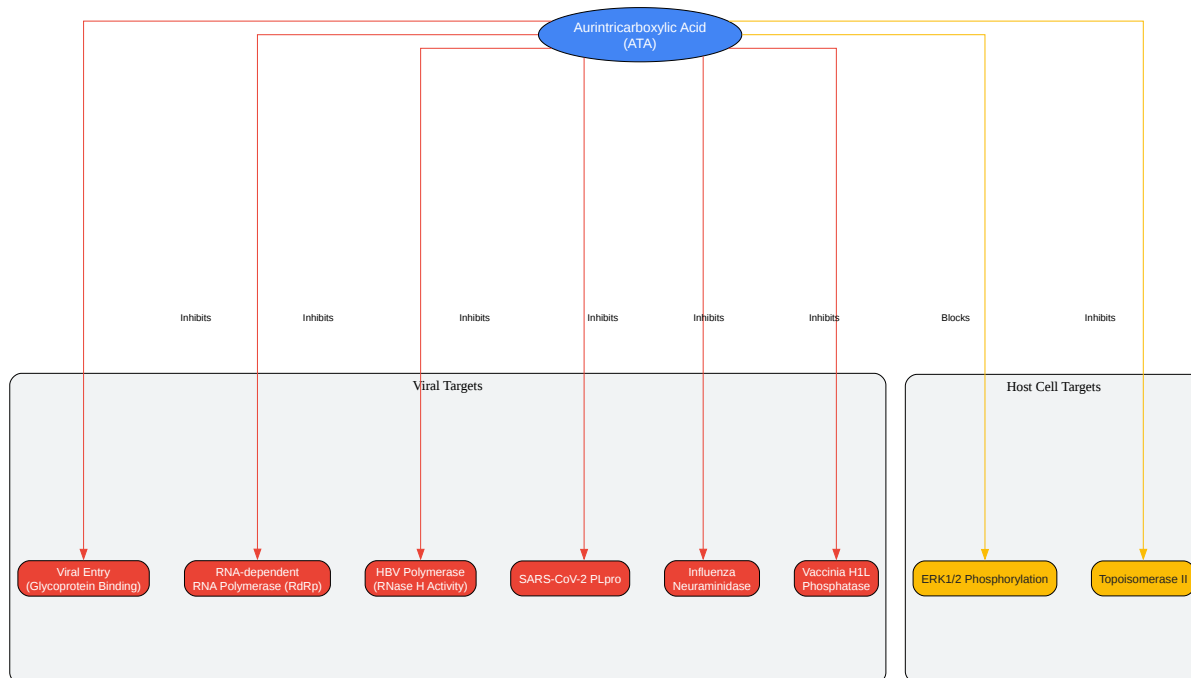 Aurintricarboxylic Acid
(ATA)
Inhibits
Inhibits
Inhibits
Inhibits
Inhibits
Inhibits
Blocks
Inhibits
Viral Targets
Host Cell Targets
Viral Entry
(Glycoprotein Binding)
RNA-dependent
RNA Polymerase (RdRp)
HBV Polymerase
(RNase H Activity)
SARS-CoV-2 PLpro
Influenza
Neuraminidase
Vaccinia H1L
Phosphatase
ERK1/2 Phosphorylation
Topoisomerase II